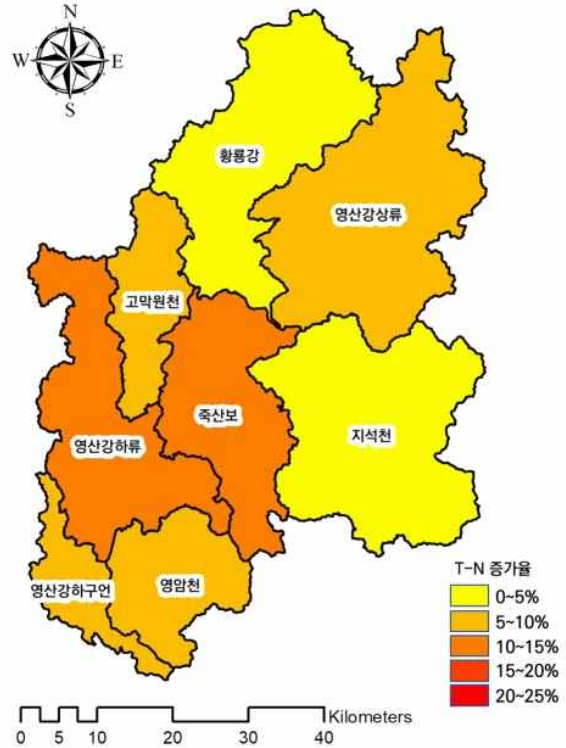 N
W E
S
황룡강
영산강상류
고막원천
죽산보
지석천
영산강하류
영산강하구언
영암천
T-N 증가율
0~5%
5~10%
10~15%
15~20%
20~25%
Kilometers
0 5 10 20 30 40